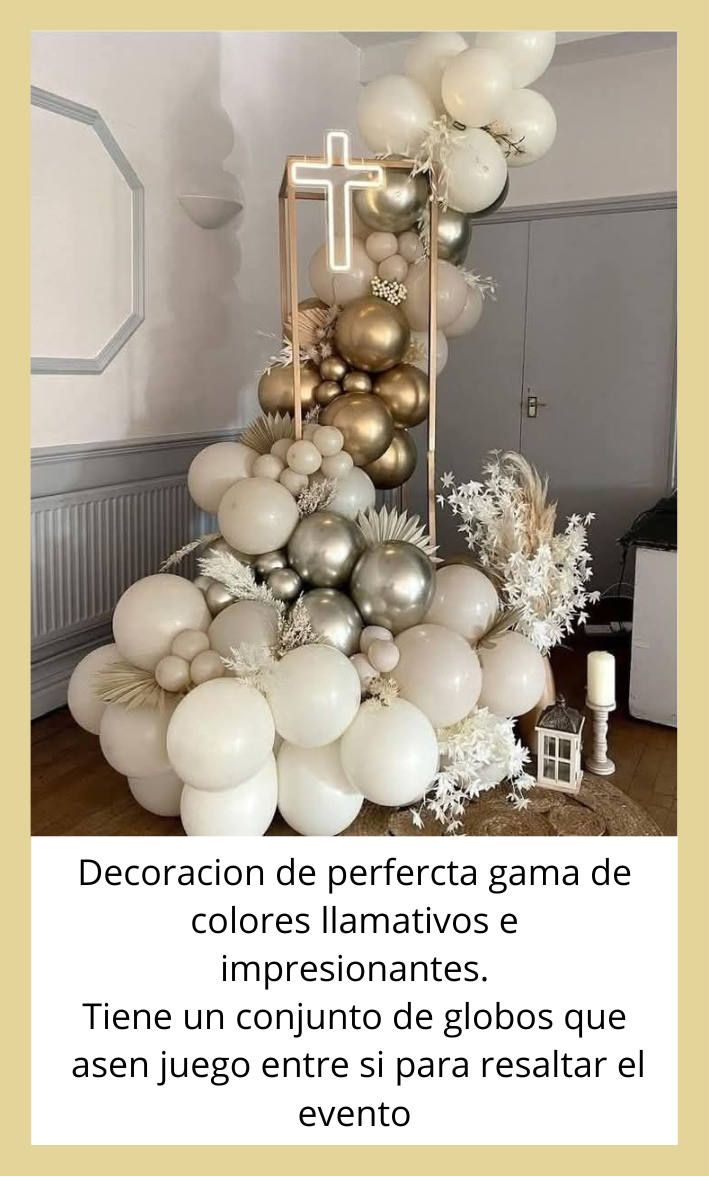 Decoracion de perfercta gama de
colores llamativos e
impresionantes.
Tiene un conjunto de globos que
asen juego entre si para resaltar el
evento